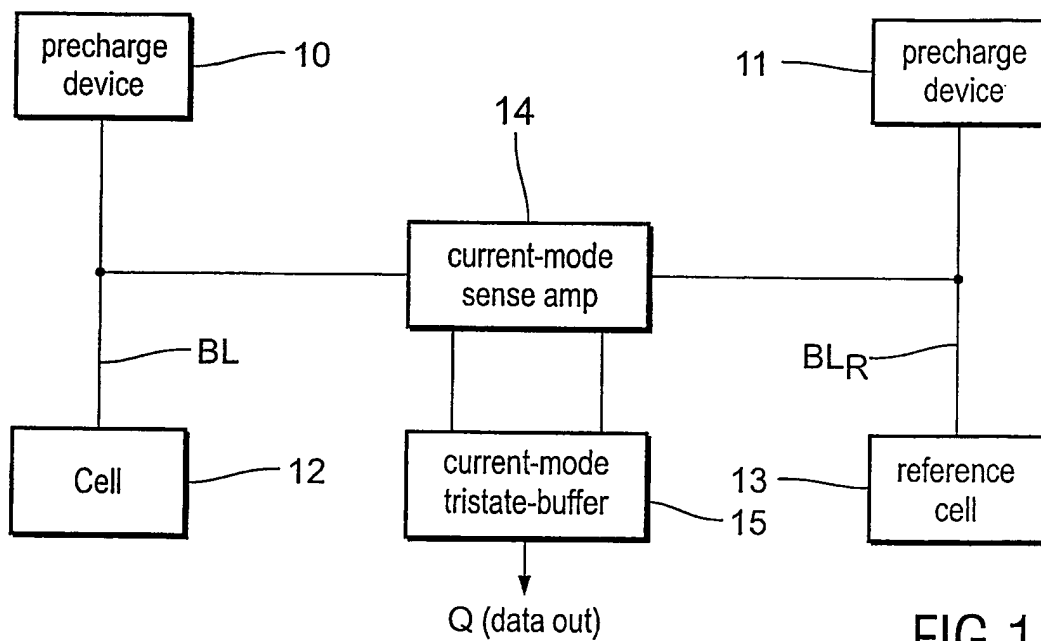 precharge
device
10
11
precharge
device
14
current-mode
sense amp
BL
BLR
Cell
12
current-mode
tristate-buffer
15
13
reference
cell
Q (data out)
FIG 1